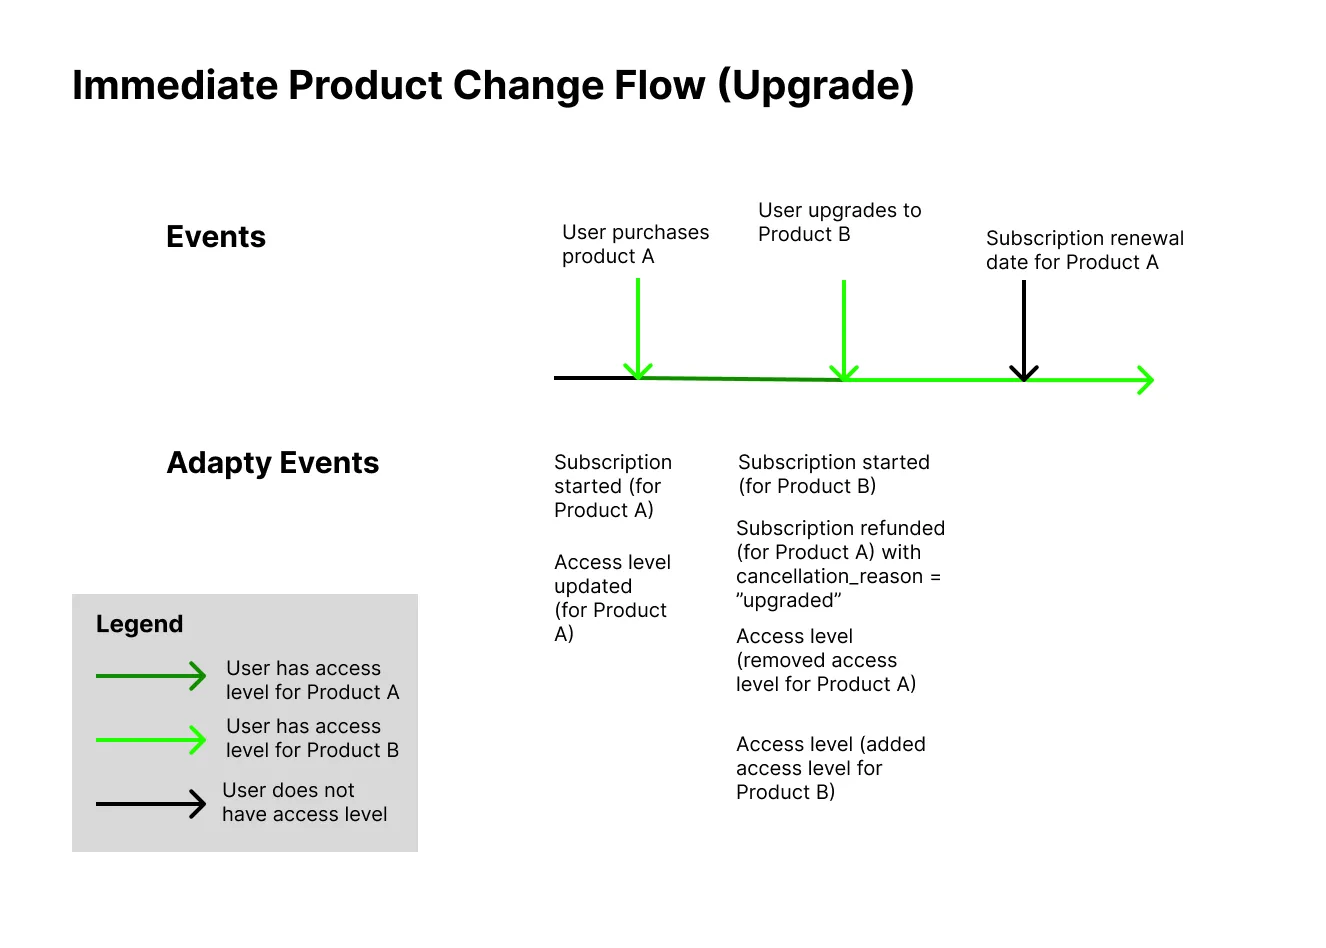 Immediate Product Change Flow (Upgrade)
Events
User purchases
product A
User upgrades to
Product B
Subscription renewal
date for Product A
Adapty Events
Subscription
started (for
Product A)
Access level
updated
(for Product
A)
Subscription started
(for Product B)
Subscription refunded
(for Product A) with
cancellation_reason =
”upgraded”
Access level
(removed access
level for Product A)
Access level (added
access level for
Product B)
Legend
User has access
level for Product A
User has access
level for Product B
User does not
have access level